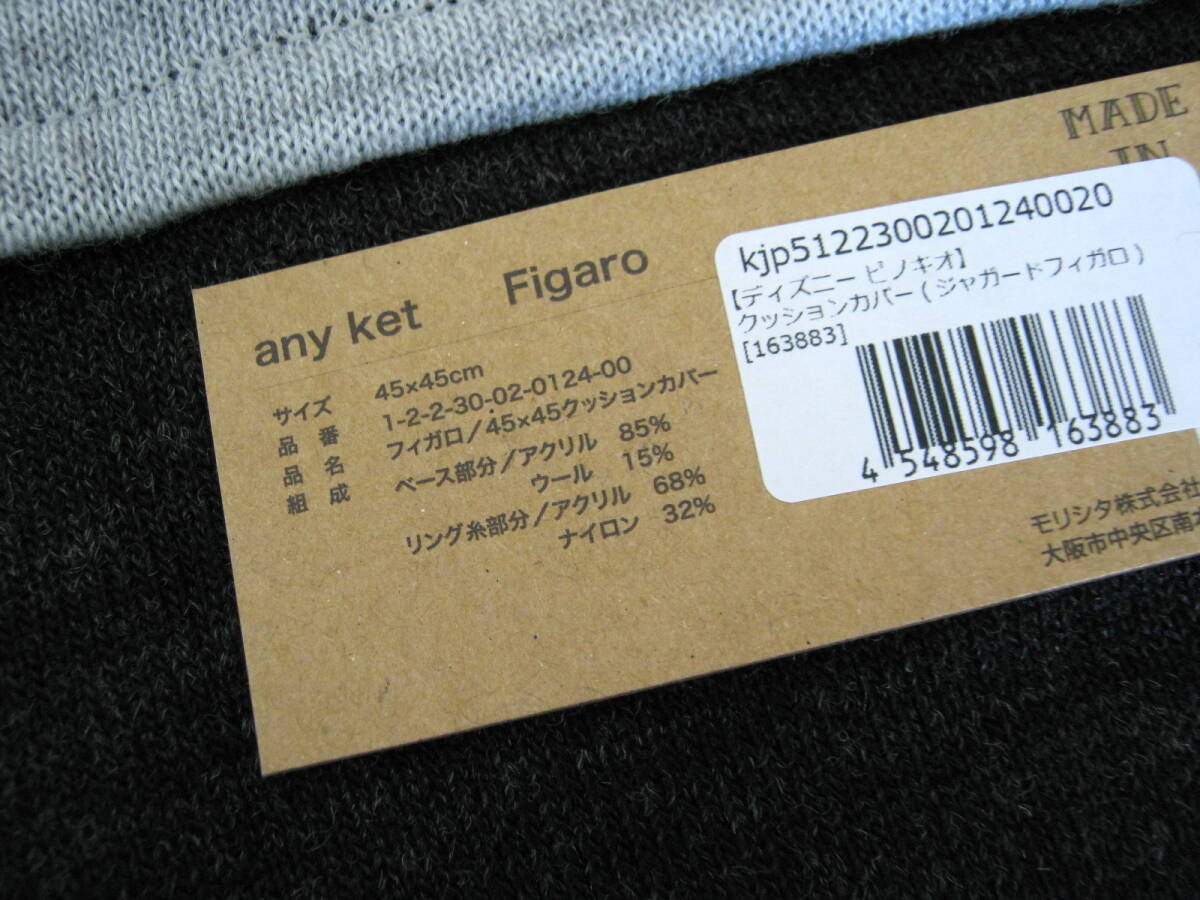 any ket Figaro
サイズ 45×45cm
品番 1-2-2-30-02-0124-00
品名 フィガロ/45×45クッションカバー
組成 ベース部分/アクリル 85%
ウール 15%
リング糸部分/アクリル 68%
ナイロン 32%
MADE
IN
kjp5122300201240020
【ディズニー ピノキオ】
クッションカバー(ジャガードフィガロ)
[163883]
4 548598 163883
モリシタ株式会社
大阪市中央区南